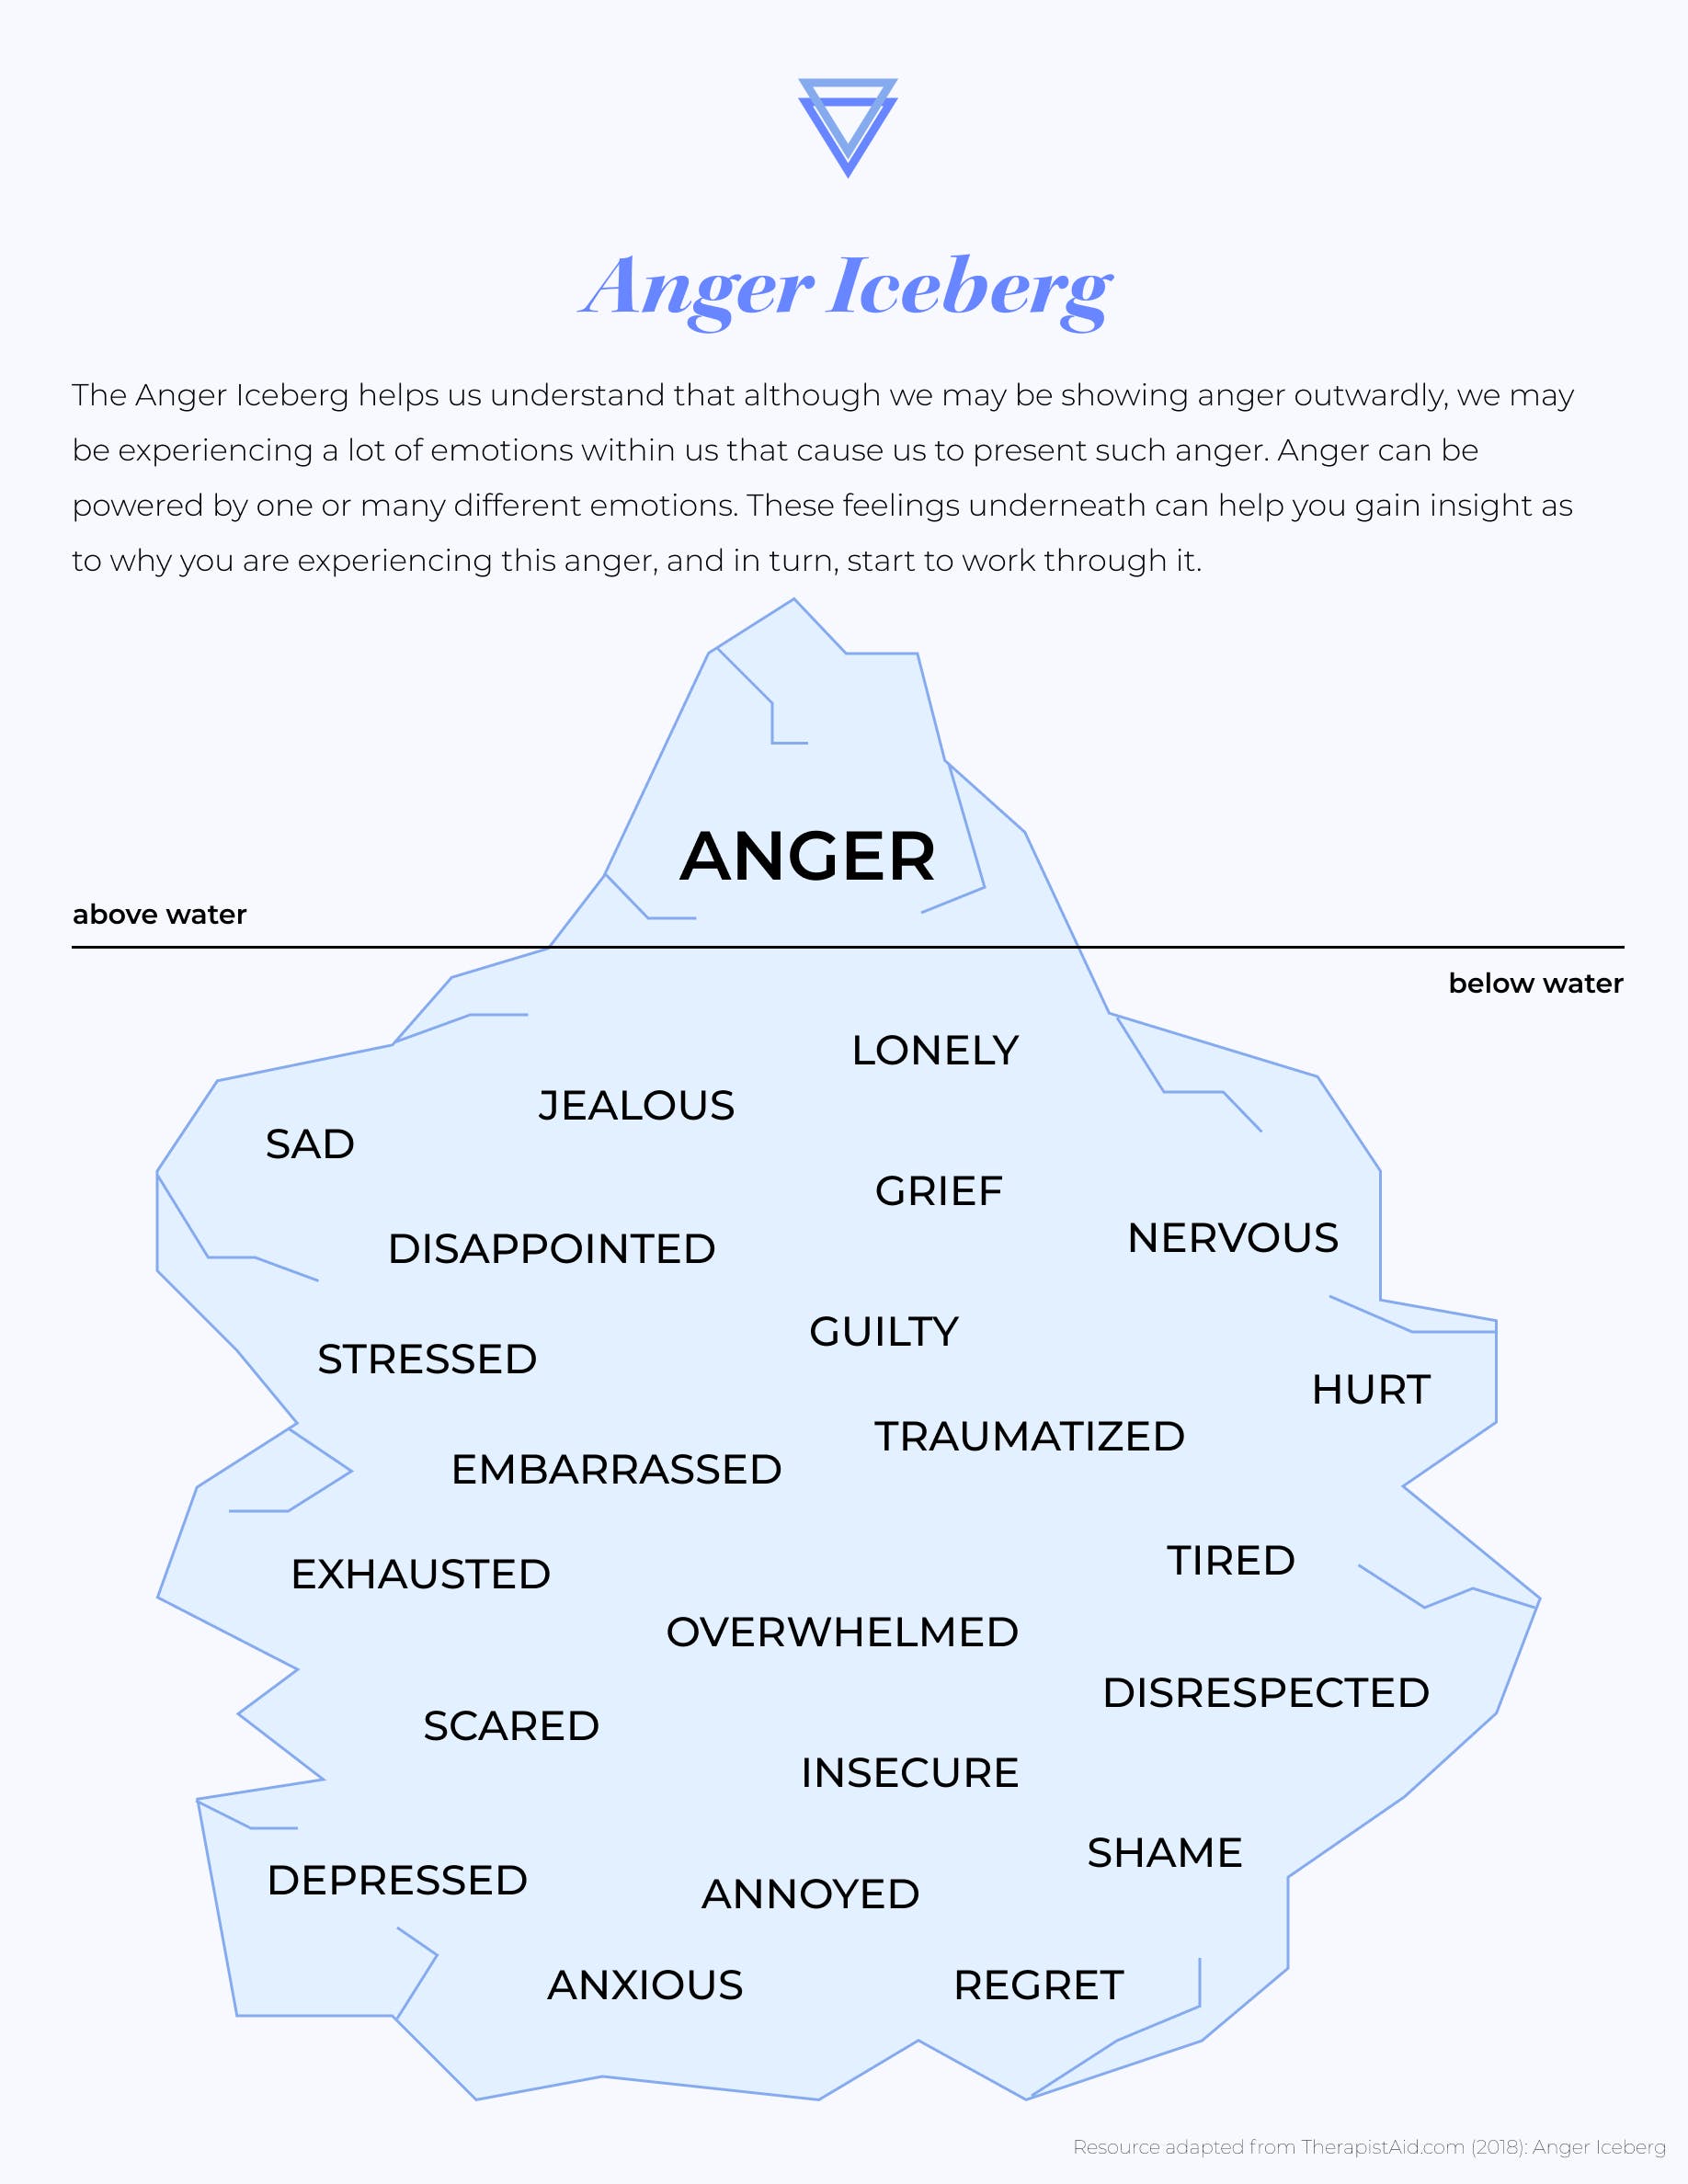 Anger Iceberg
The Anger Iceberg helps us understand that although we may be showing anger outwardly, we may
be experiencing a lot of emotions within us that cause us to present such anger. Anger can be
powered by one or many different emotions. These feelings underneath can help you gain insight as
to why you are experiencing this anger, and in turn, start to work through it.
ANGER
above water
below water
LONELY
JEALOUS
SAD
GRIEF
NERVOUS
DISAPPOINTED
GUILTY
STRESSED
HURT
TRAUMATIZED
EMBARRASSED
TIRED
EXHAUSTED
OVERWHELMED
DISRESPECTED
SCARED
INSECURE
SHAME
DEPRESSED
ANNOYED
ANXIOUS
REGRET
Resource adapted from TherapistAid.com (2018): Anger Iceberg